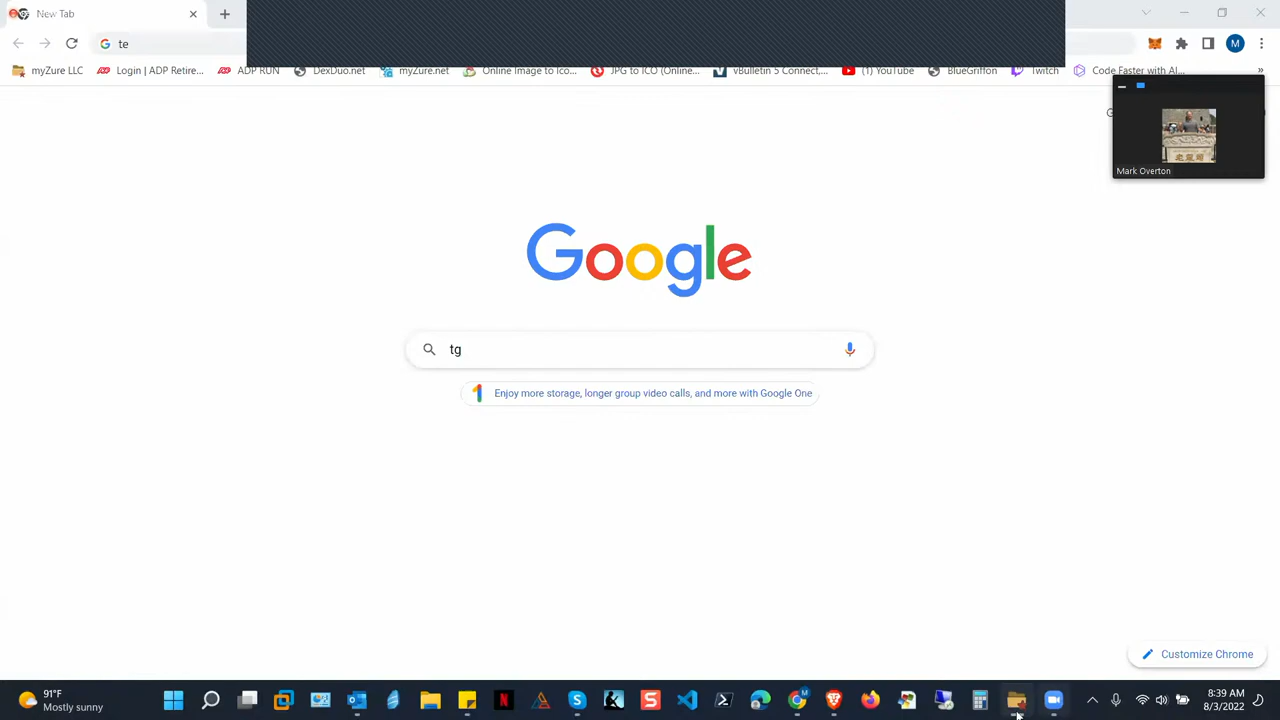 New Tab
te
myZure LLC
Login | ADP Retire...
ADP RUN
DexDuo.net
myZure.net
Online Image to Ico...
JPG to ICO (Online...
vBulletin 5 Connect,...
(1) YouTube
BlueGriffon
Twitch
Code Faster with AI...
»
Mark Overton
Google
tg
Enjoy more storage, longer group video calls, and more with Google One
Customize Chrome
91°F
Mostly sunny
8:39 AM
8/3/2022